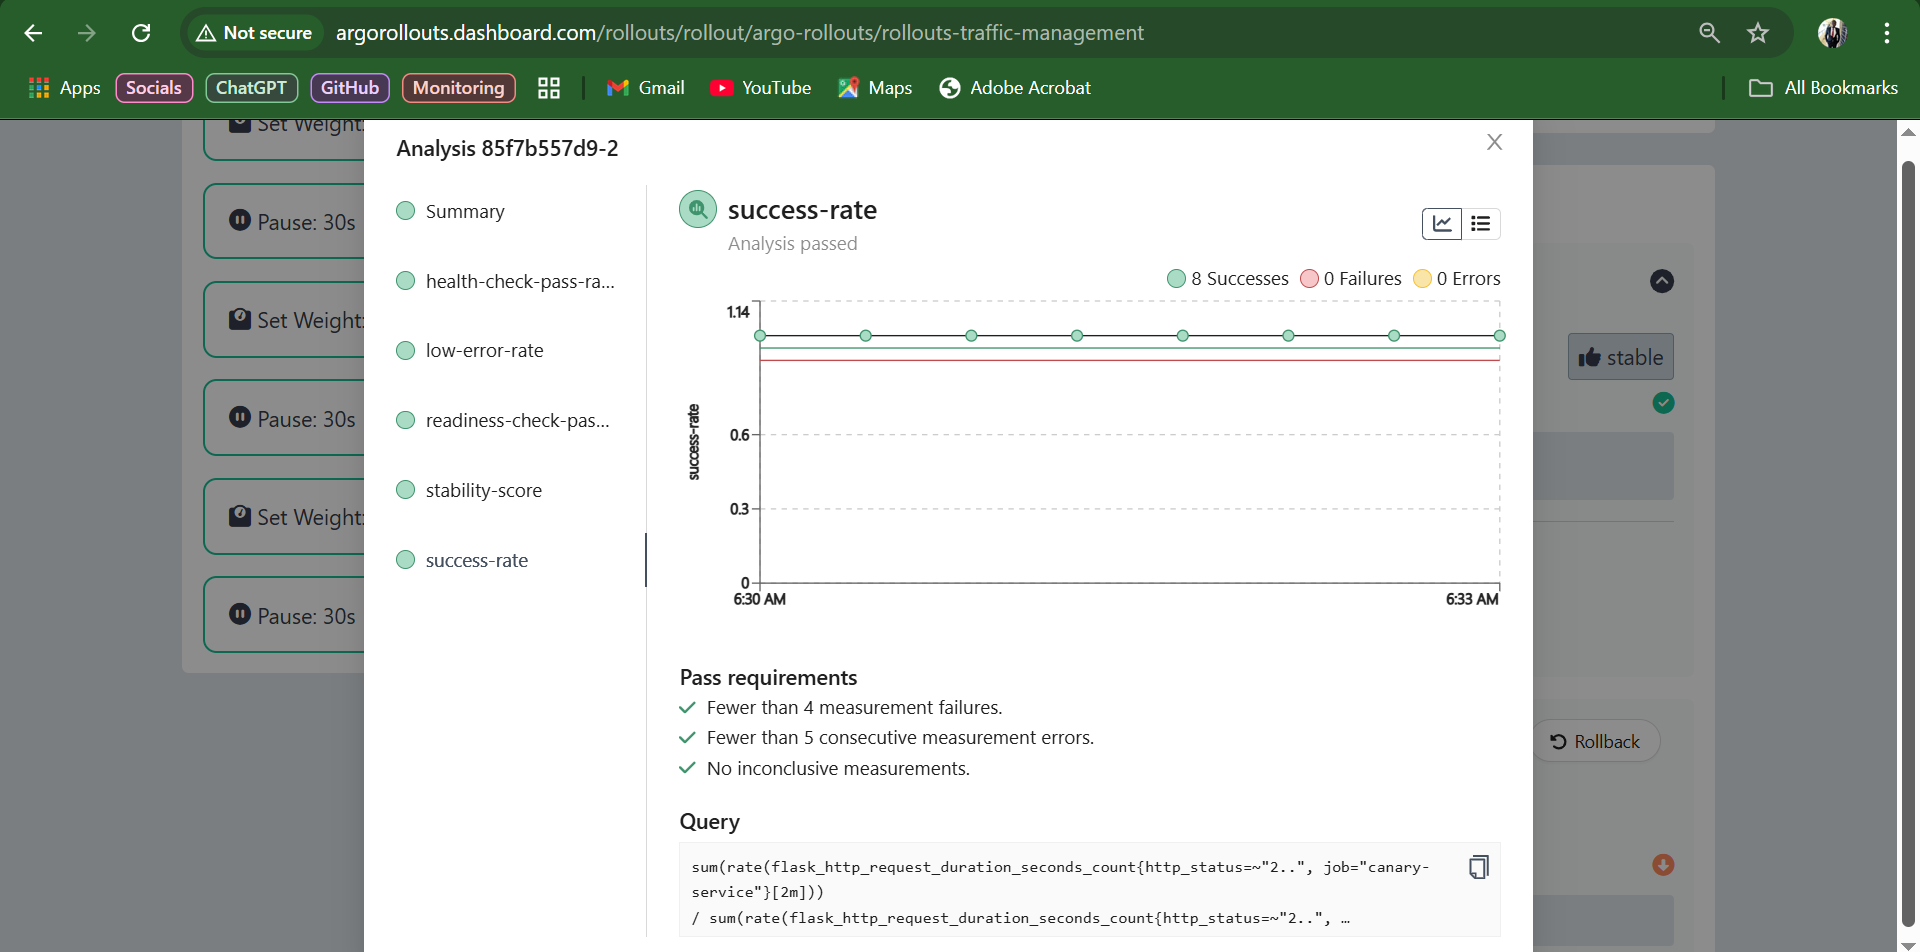 Not secure argorollouts.dashboard.com/rollouts/rollout/argo-rollouts/rollouts-traffic-management
Apps Socials ChatGPT GitHub Monitoring Gmail YouTube Maps Adobe Acrobat All Bookmarks
Set Weight:
Pause: 30s
Set Weight:
Pause: 30s
Set Weight:
Pause: 30s
Analysis 85f7b557d9-2
Summary
health-check-pass-ra...
low-error-rate
readiness-check-pas...
stability-score
success-rate
success-rate
Analysis passed
8 Successes 0 Failures 0 Errors
1.14
0.6
0.3
0
success-rate
6:30 AM 6:33 AM
Pass requirements
Fewer than 4 measurement failures.
Fewer than 5 consecutive measurement errors.
No inconclusive measurements.
Query
sum(rate(flask_http_request_duration_seconds_count{http_status=~"2..", job="canary-
service"}[2m]))
/ sum(rate(flask_http_request_duration_seconds_count{http_status=~"2..", …
stable
Rollback